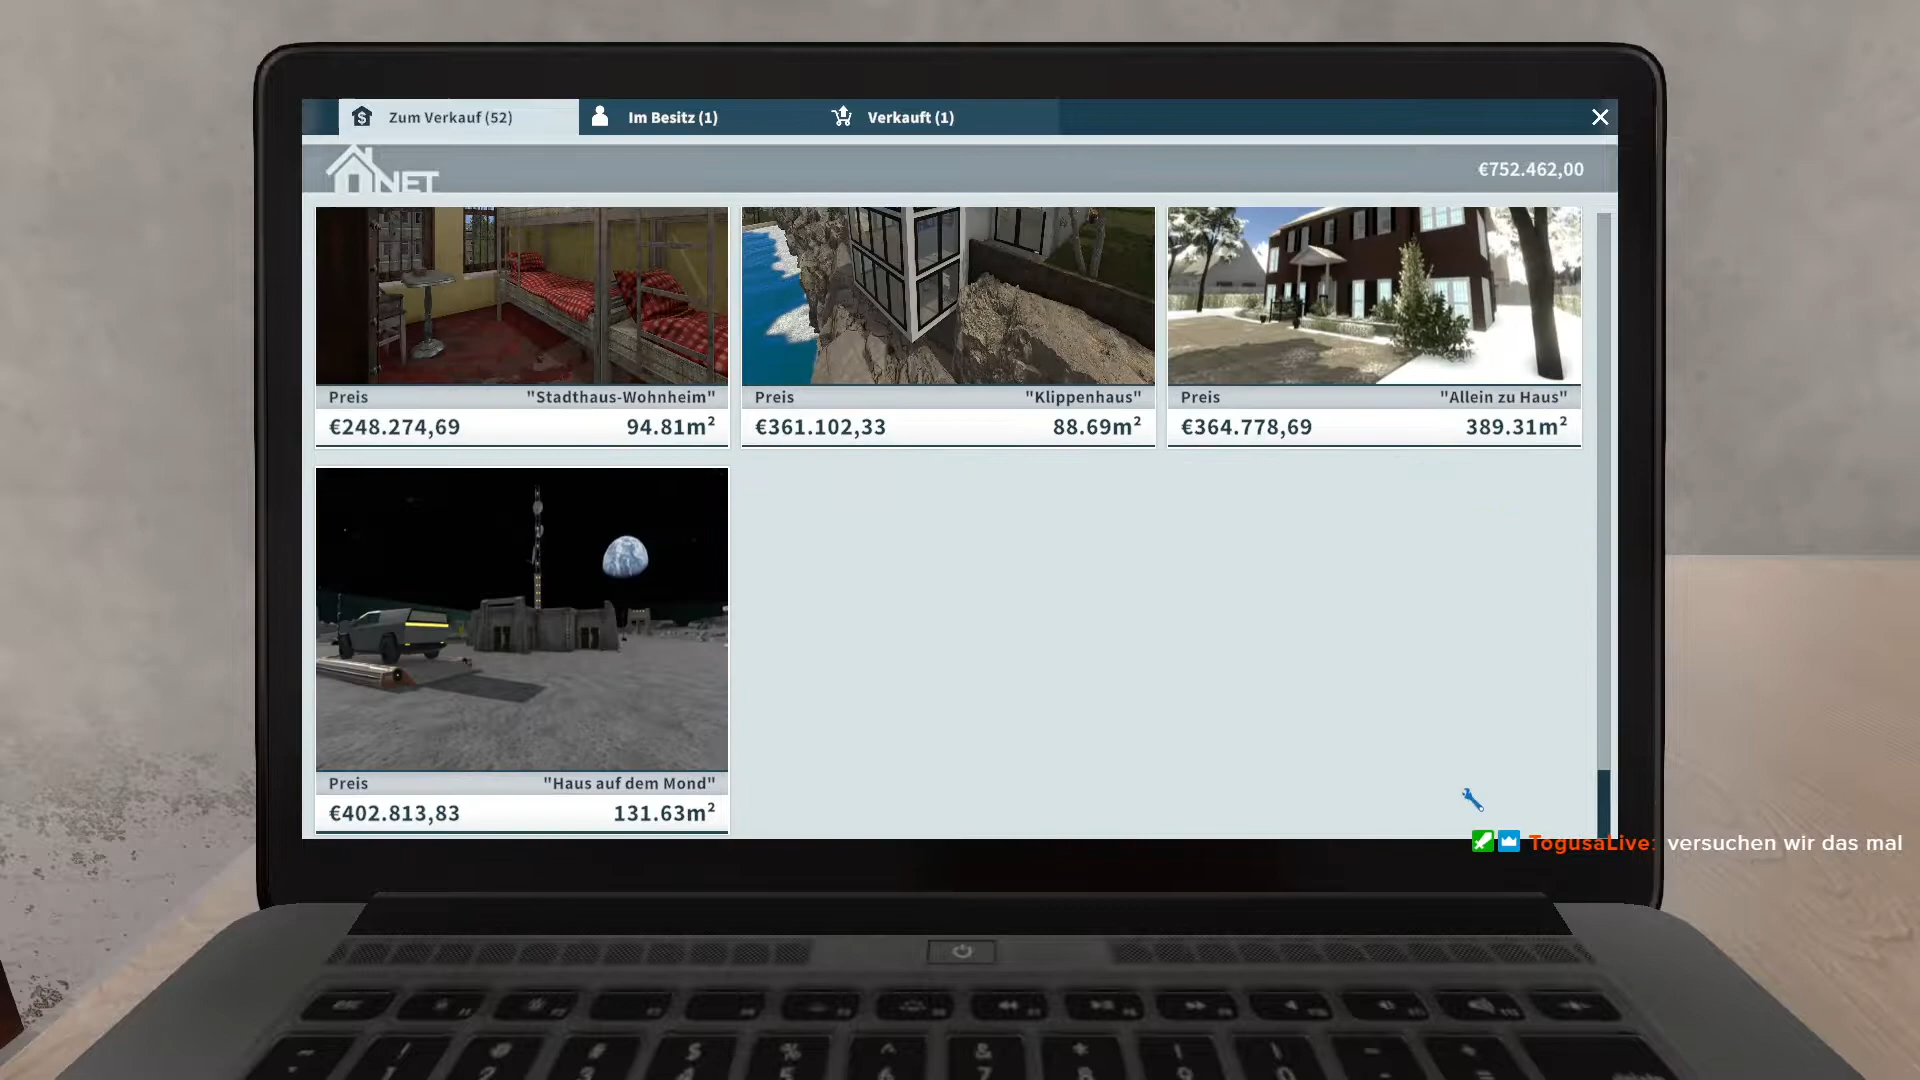 Zum Verkauf (52)
Im Besitz (1)
Verkauft (1)
NET
€752.462,00
Preis "Stadthaus-Wohnheim"
€248.274,69 94.81m²
Preis "Klippenhaus"
€361.102,33 88.69m²
Preis "Allein zu Haus"
€364.778,69 389.31m²
Preis "Haus auf dem Mond"
€402.813,83 131.63m²
TogusaLive: versuchen wir das mal